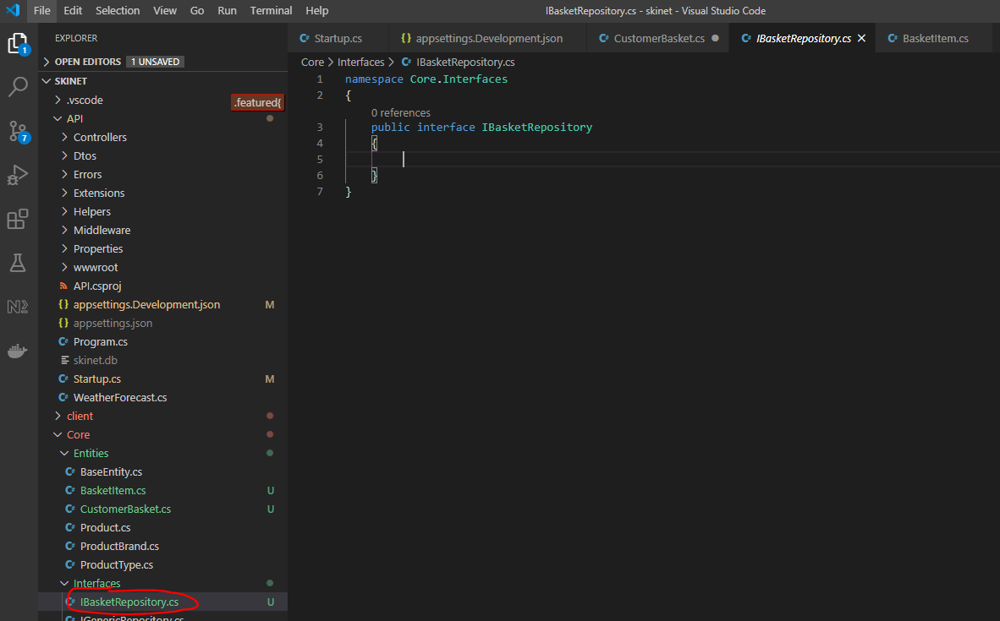 File Edit Selection View Go Run Terminal Help IBasketRepository.cs - skinet - Visual Studio Code
EXPLORER
OPEN EDITORS 1 UNSAVED
SKINET
.vscode
.featured{
API
Controllers
Dtos
Errors
Extensions
Helpers
Middleware
Properties
wwwroot
API.csproj
{} appsettings.Development.json M
{} appsettings.json
C# Program.cs
skinet.db
C# Startup.cs M
C# WeatherForecast.cs
client
Core
Entities
C# BaseEntity.cs
C# BasketItem.cs U
C# CustomerBasket.cs U
C# Product.cs
C# ProductBrand.cs
C# ProductType.cs
Interfaces
C# IBasketRepository.cs U
C# IGenericRepository.cs
1
7
N2
C# Startup.cs {} appsettings.Development.json C# CustomerBasket.cs C# IBasketRepository.cs C# BasketItem.cs
Core > Interfaces > C# IBasketRepository.cs
1 namespace Core.Interfaces
2 {
0 references
3 public interface IBasketRepository
4 {
5
6 }
7 }